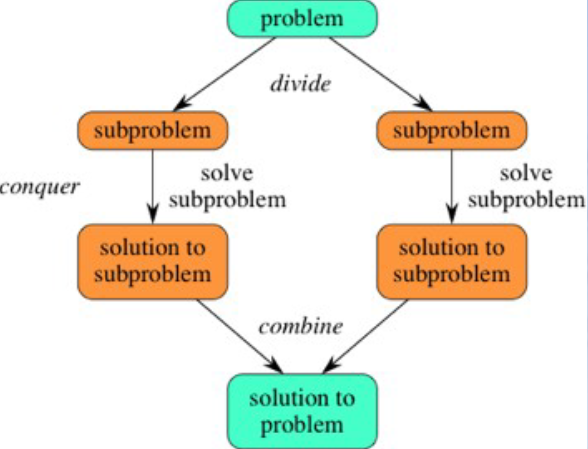 problem
divide
subproblem
subproblem
conquer
solve
subproblem
solve
subproblem
solution to
subproblem
solution to
subproblem
combine
solution to
problem